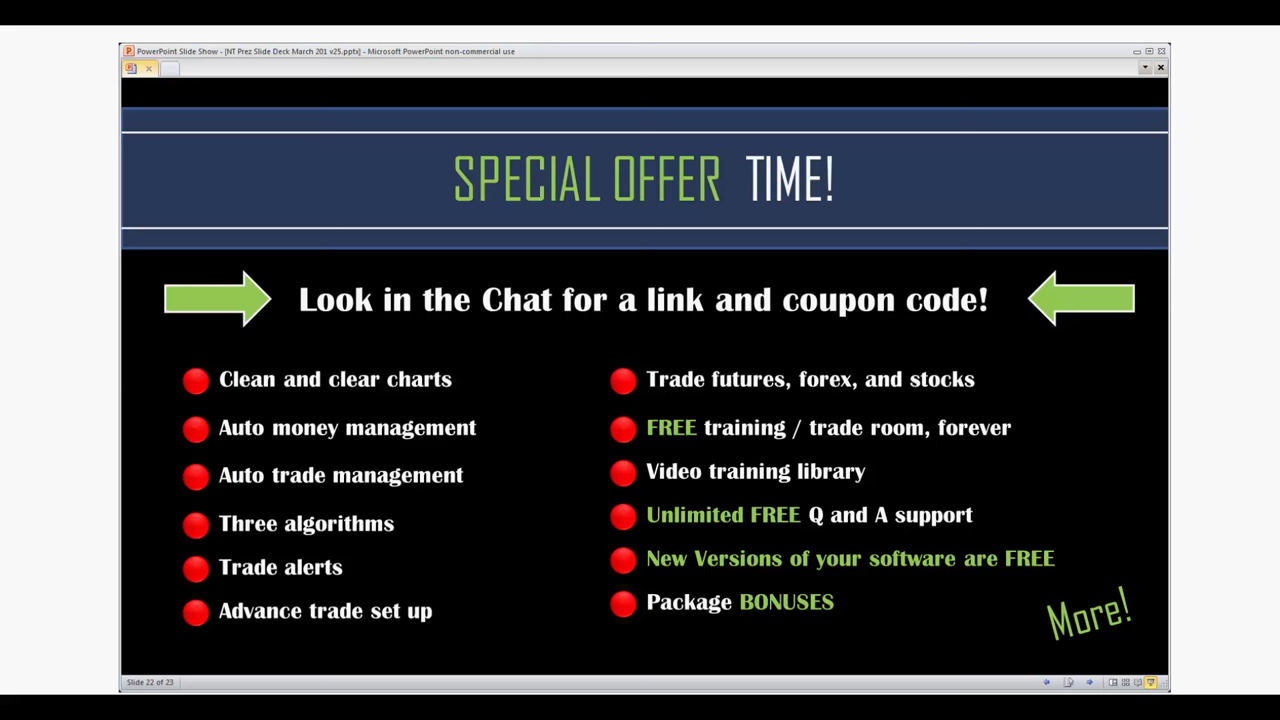 PowerPoint Slide Show - [NT Prez Slide Deck March 201 v25.pptx] - Microsoft PowerPoint non-commercial use
SPECIAL OFFER TIME!
Look in the Chat for a link and coupon code!
Clean and clear charts
Auto money management
Auto trade management
Three algorithms
Trade alerts
Advance trade set up
Trade futures, forex, and stocks
FREE training / trade room, forever
Video training library
Unlimited FREE Q and A support
New Versions of your software are FREE
Package BONUSES
More!
Slide 22 of 23